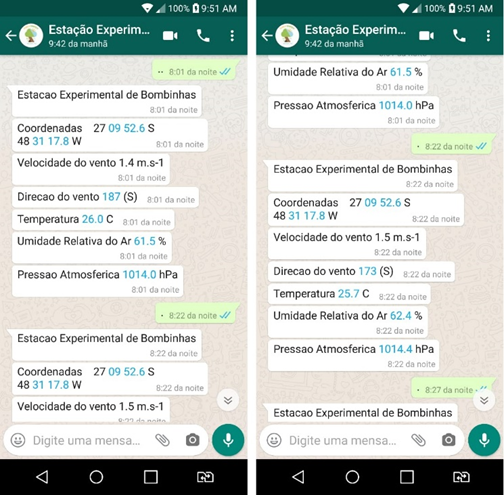 100% 9:51 AM
Estação Experim...
9:42 da manhã
•• 8:01 da noite
Estacao Experimental de Bombinhas
8:01 da noite
Coordenadas 27 09 52.6 S
48 31 17.8 W
8:01 da noite
Velocidade do vento 1.4 m.s-1
8:01 da noite
Direcao do vento 187 (S) 8:01 da noite
Temperatura 26.0 C 8:01 da noite
Umidade Relativa do Ar 61.5 %
8:01 da noite
Pressao Atmosferica 1014.0 hPa
8:01 da noite
• 8:22 da noite
Estacao Experimental de Bombinhas
8:22 da noite
Coordenadas 27 09 52.6 S
48 31 17.8 W 8:22 da noite
Velocidade do vento 1.5 m.s-1
8:22 da noite
Digite uma mensa...
100% 9:51 AM
Estação Experim...
9:42 da manhã
8:01 da noite
Umidade Relativa do Ar 61.5 %
8:01 da noite
Pressao Atmosferica 1014.0 hPa
8:01 da noite
• 8:22 da noite
Estacao Experimental de Bombinhas
8:22 da noite
Coordenadas 27 09 52.6 S
48 31 17.8 W 8:22 da noite
Velocidade do vento 1.5 m.s-1
8:22 da noite
Direcao do vento 173 (S) 8:22 da noite
Temperatura 25.7 C 8:22 da noite
Umidade Relativa do Ar 62.4 %
8:22 da noite
Pressao Atmosferica 1014.4 hPa
8:22 da noite
• 8:27 da noite
Estacao Experimental de Bombinhas
Digite uma mensa...